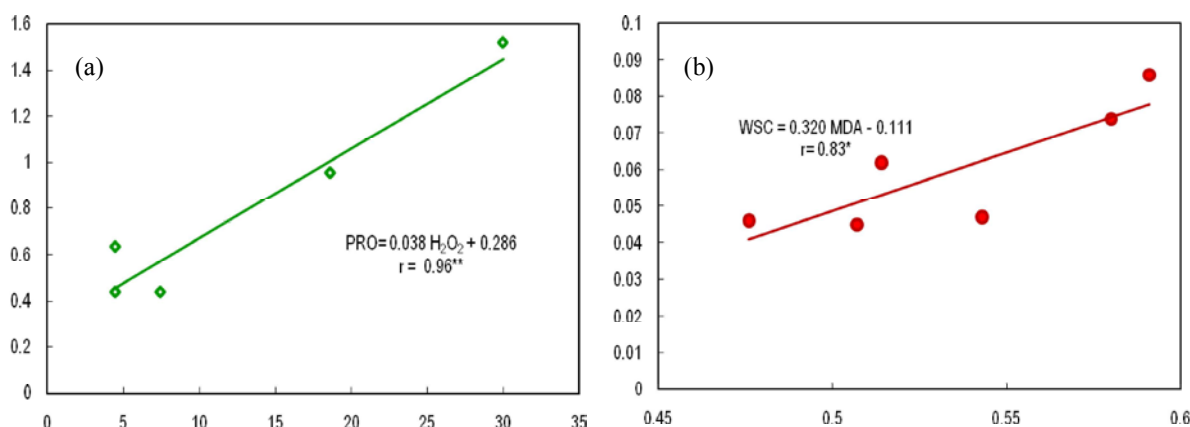 (a)
1.6
1.4
1.2
1
0.8
0.6
0.4
0.2
0
PRO= 0.038 H₂O₂ + 0.286
r = 0.96**
0 5 10 15 20 25 30 35
(b)
0.1
0.09
0.08
0.07
0.06
0.05
0.04
0.03
0.02
0.01
0
WSC = 0.320 MDA - 0.111
r= 0.83*
0.45 0.5 0.55 0.6